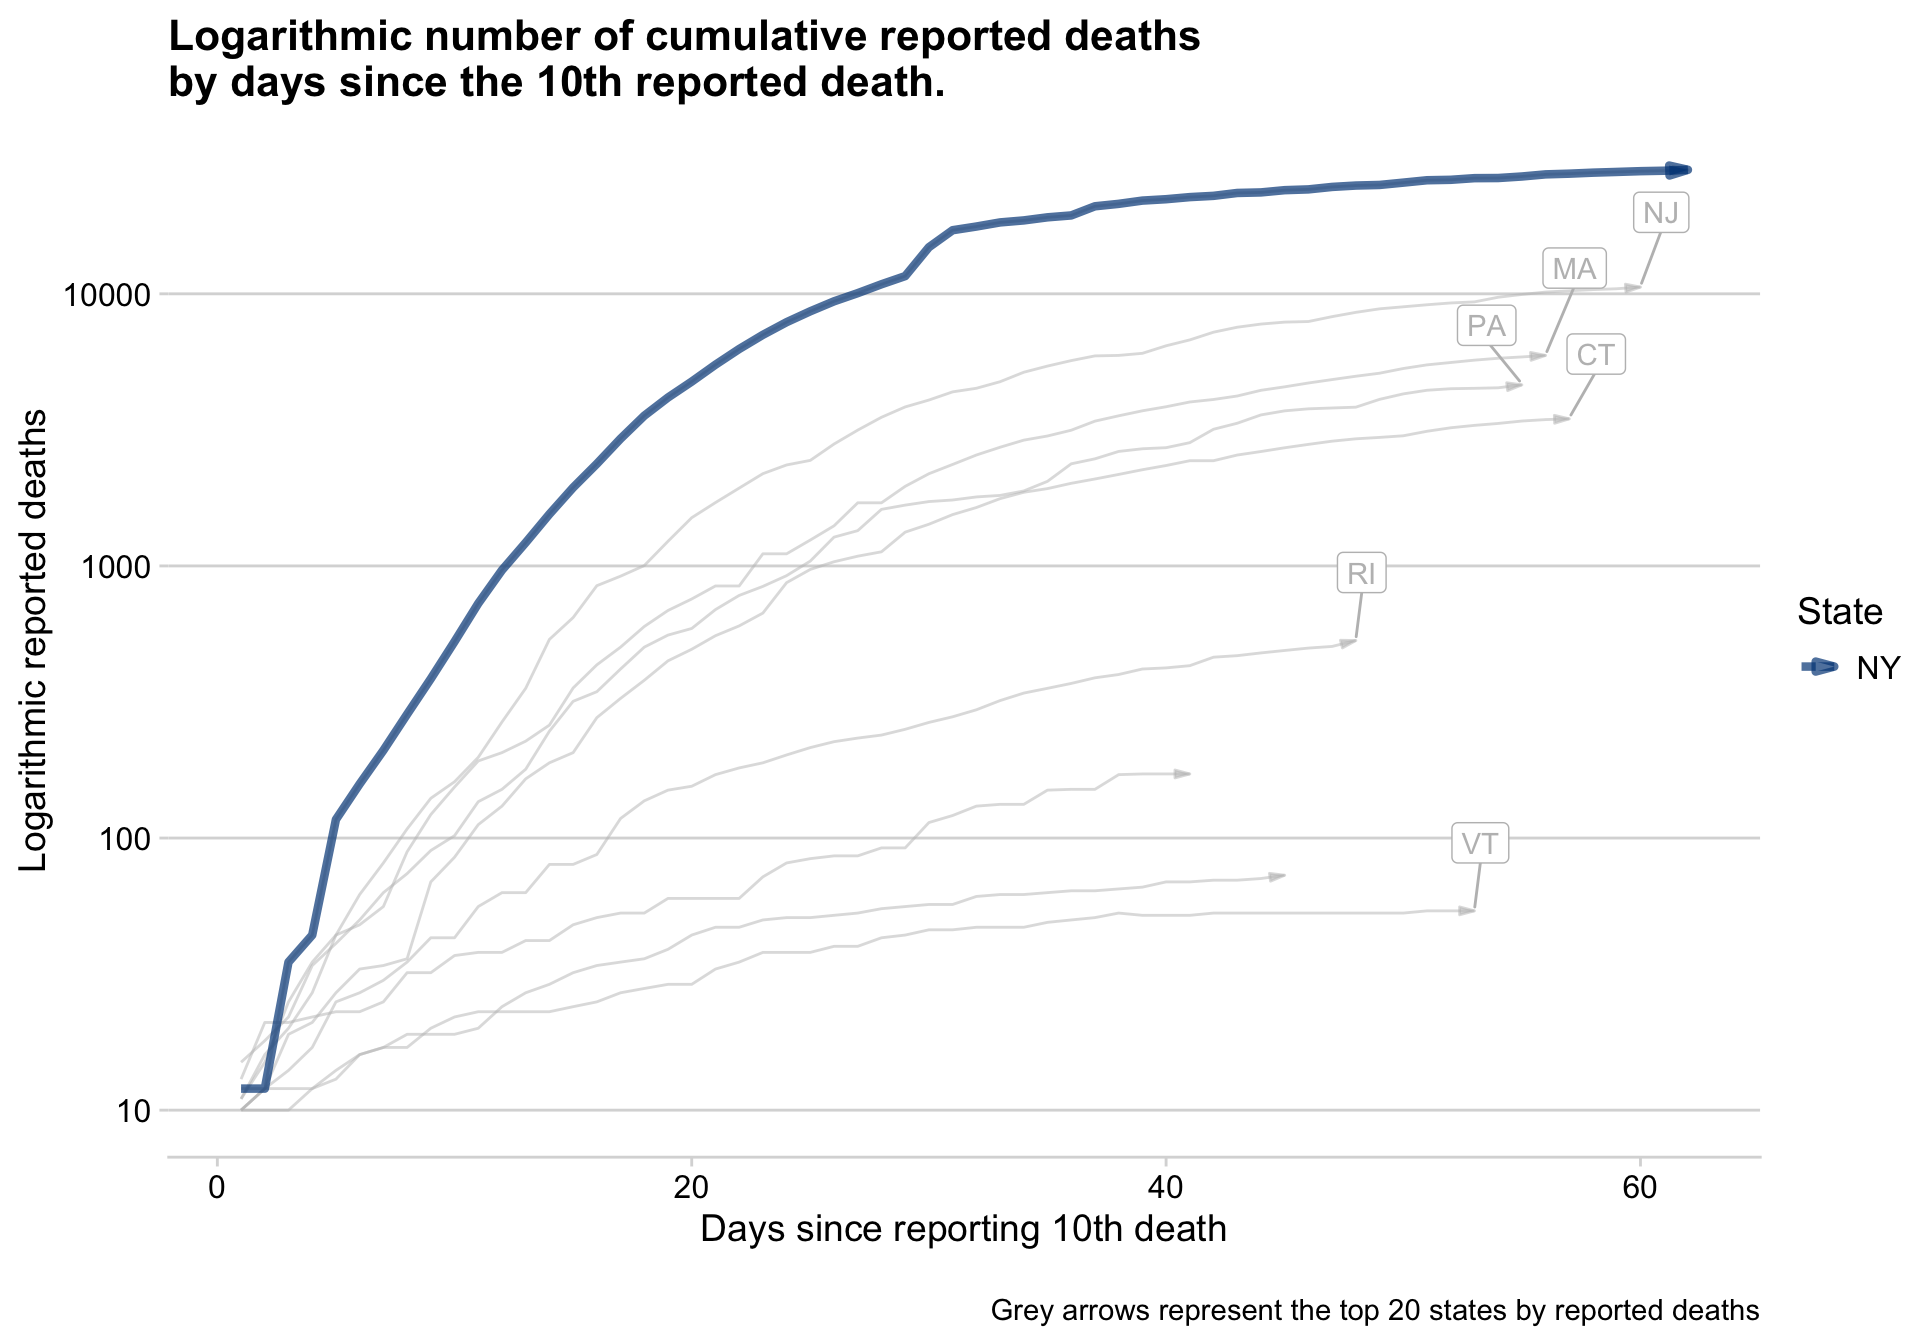 Logarithmic number of cumulative reported deaths
by days since the 10th reported death.
NJ
MA
10000
PA
CT
1000
RI
Logarithmic reported deaths
State
NY
100
VT
10
0 20 40 60
Days since reporting 10th death
Grey arrows represent the top 20 states by reported deaths